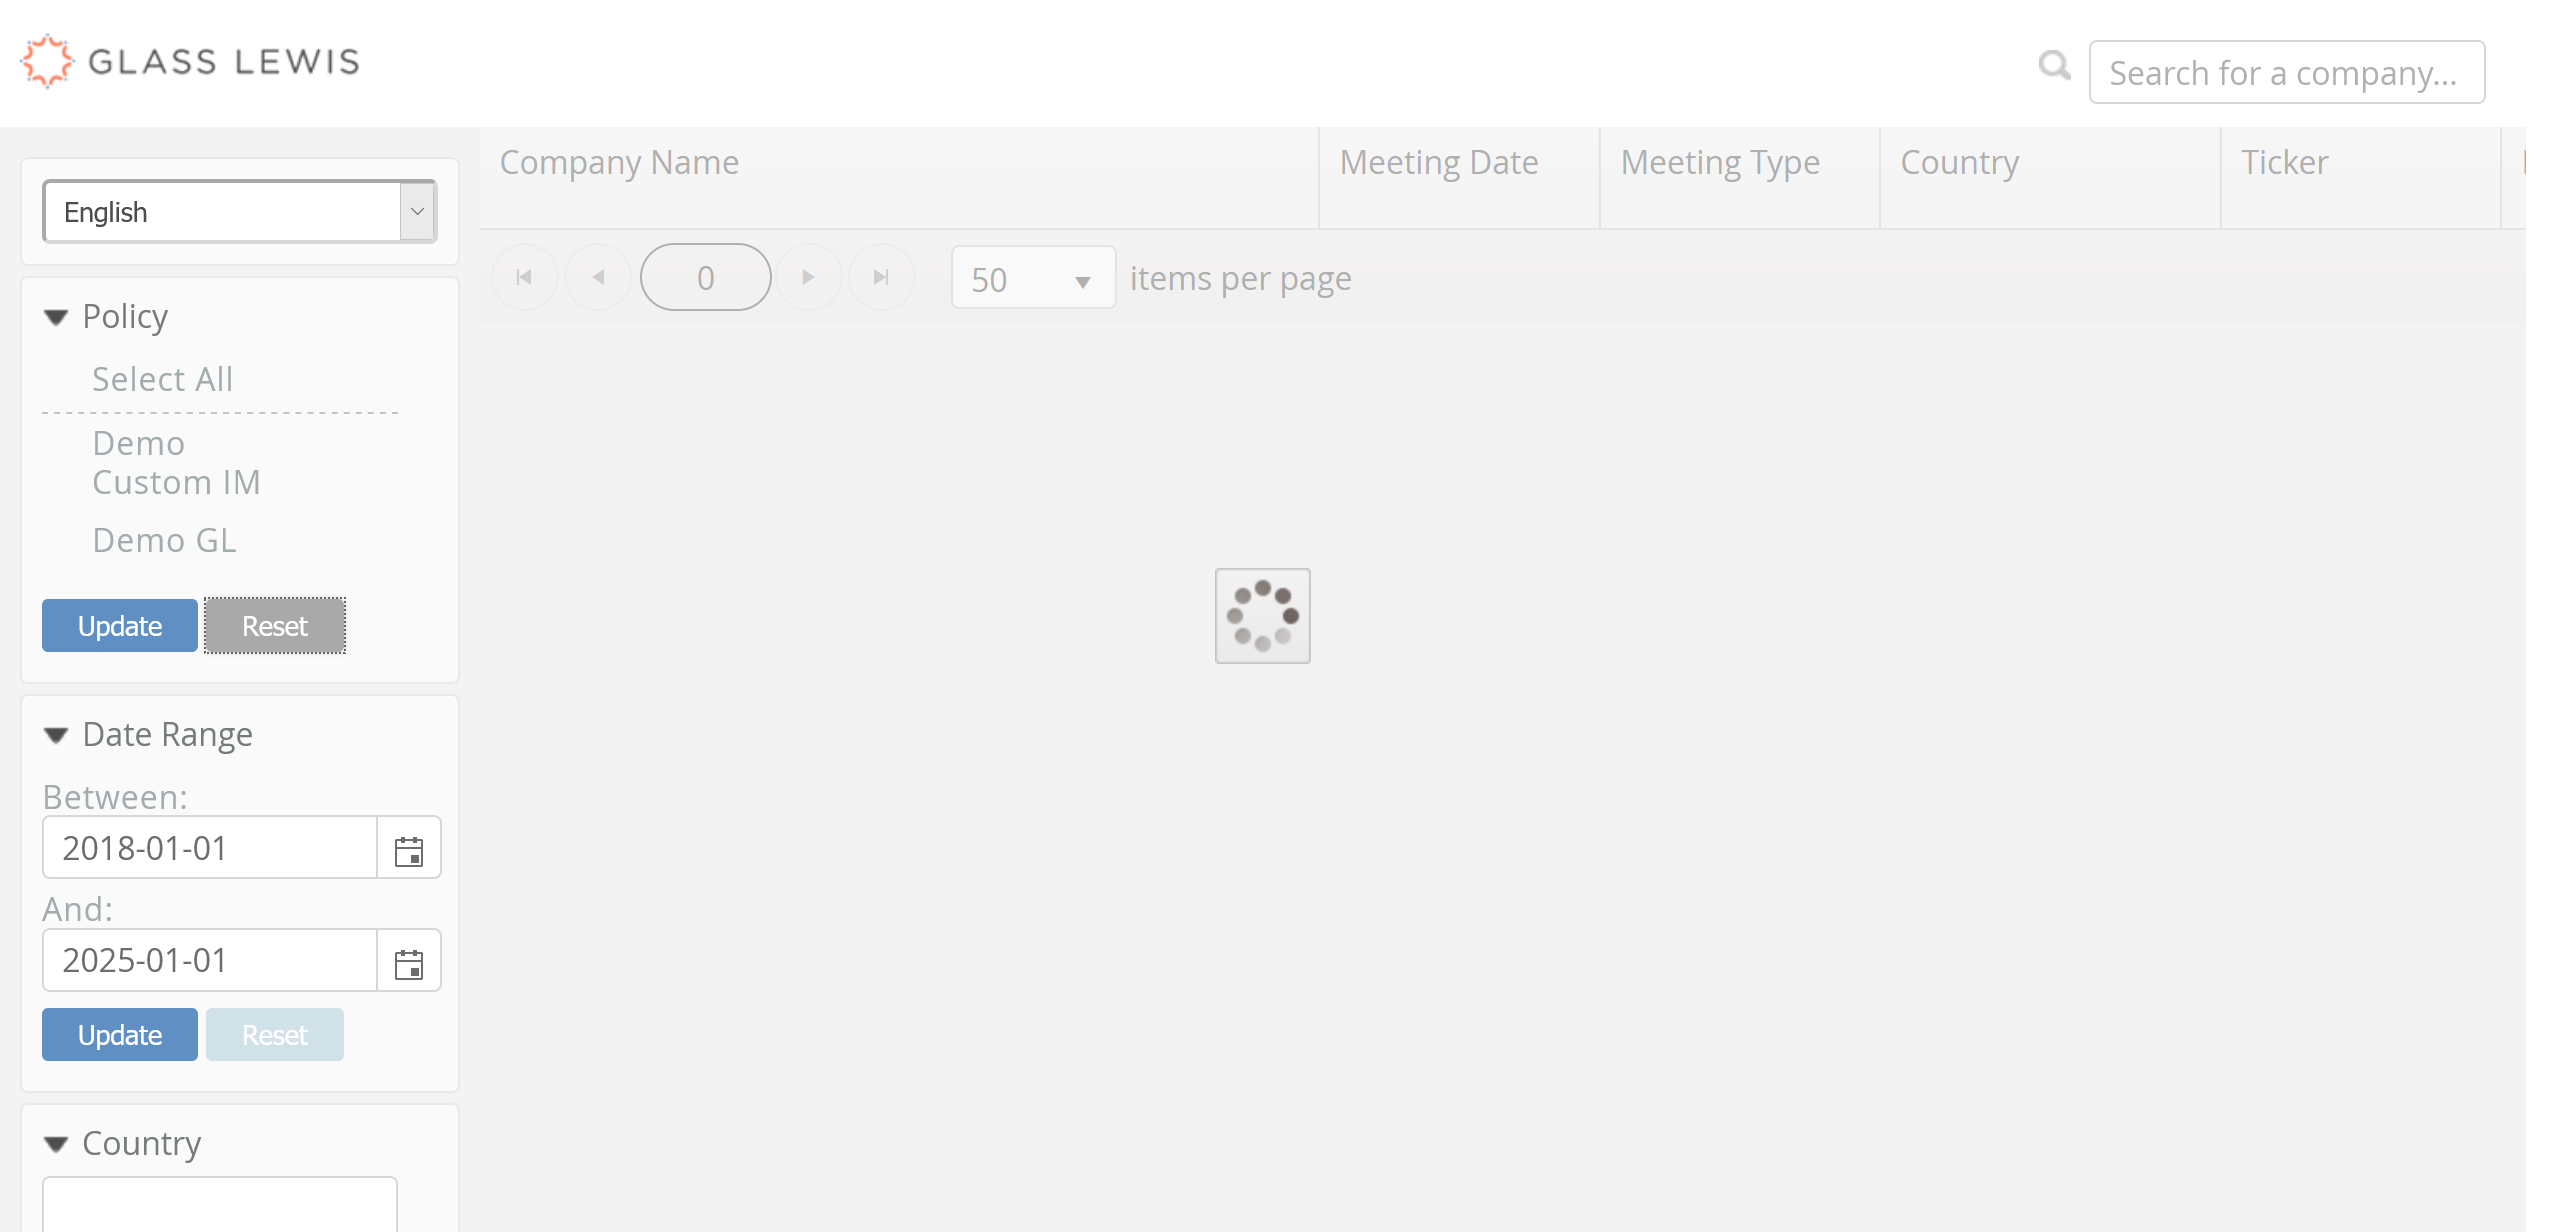 GLASS LEWIS
Search for a company...
English
Company Name
Meeting Date
Meeting Type
Country
Ticker
0
50
items per page
Policy
Select All
Demo
Custom IM
Demo GL
Update
Reset
Date Range
Between:
2018-01-01
And:
2025-01-01
Update
Reset
Country